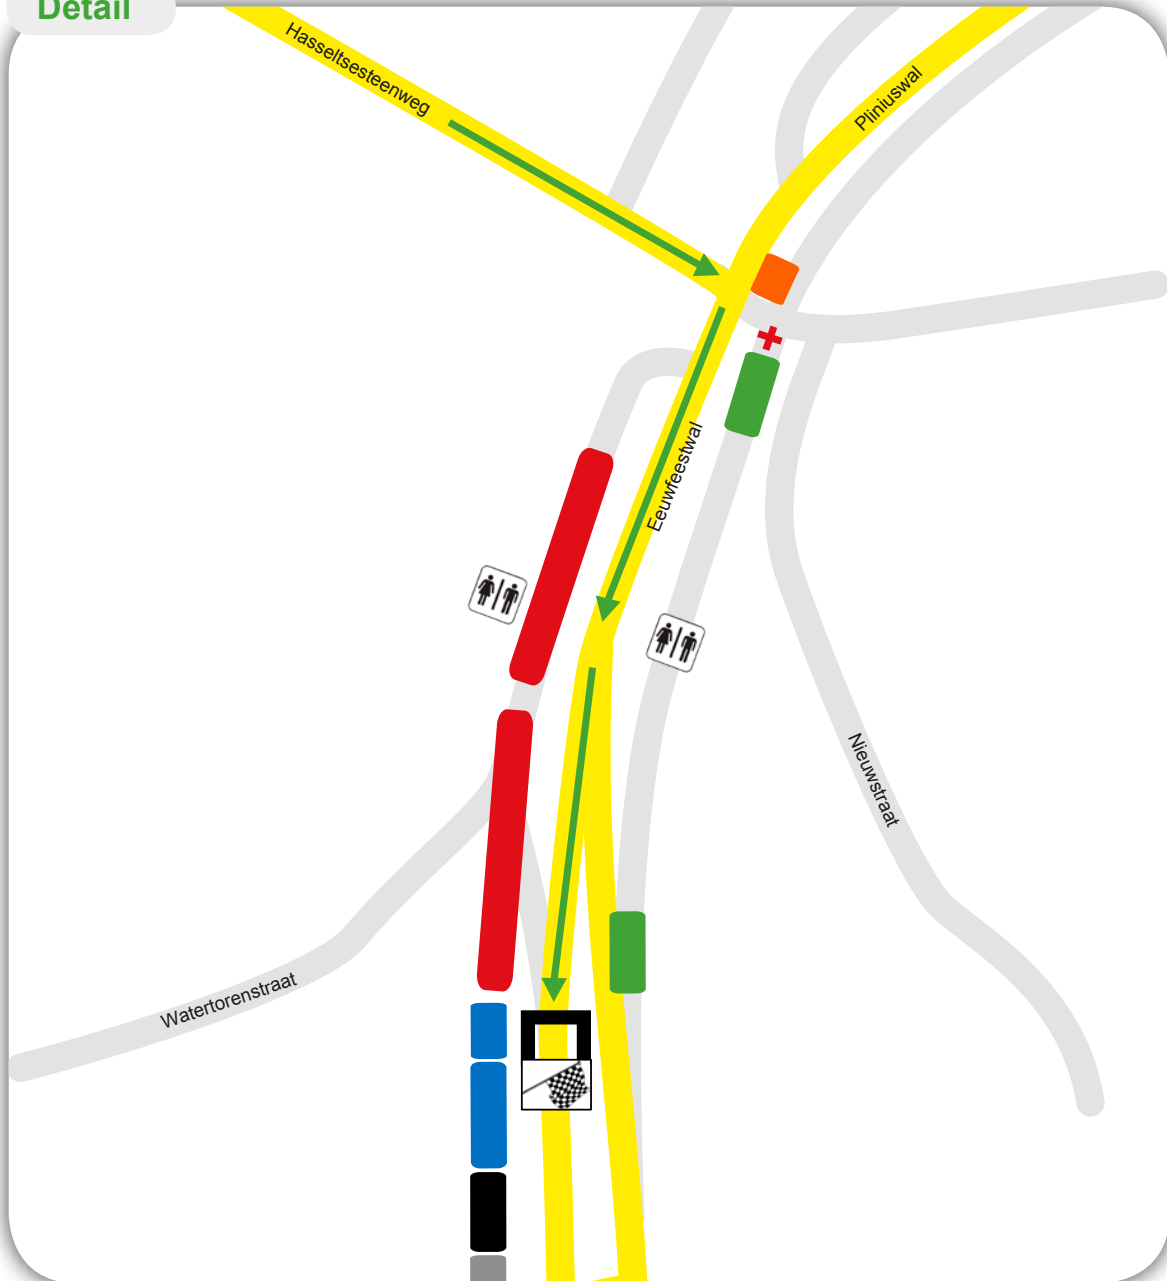 Detail
Hasseltsesteenweg
Pliniuswal
Eeuwfeestwal
Nieuwstraat
Watertorenstraat